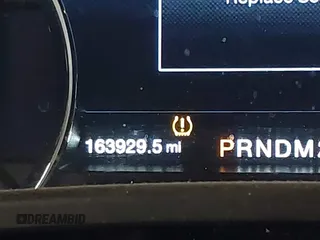 Replace
163929.5 mi
PRNDM
DREAMBID